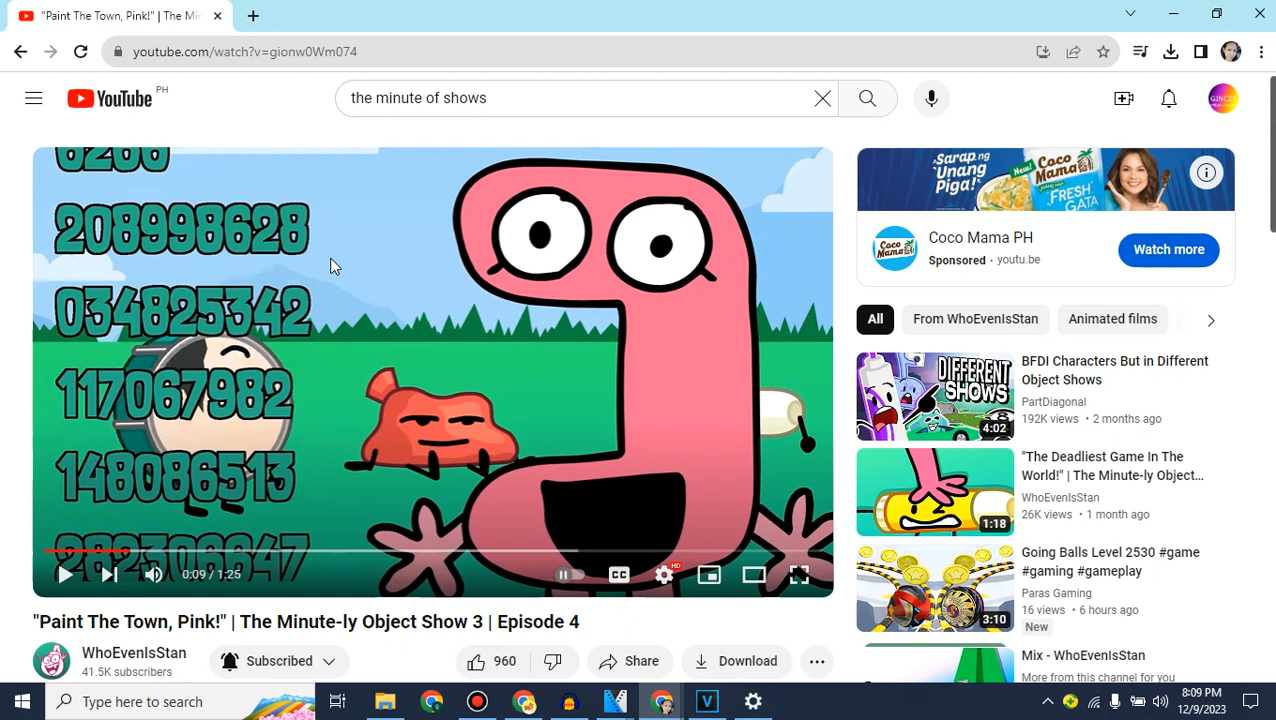 "Paint The Town, Pink!" | The Min
youtube.com/watch?v=gionw0Wm074
YouTube PH
the minute of shows
GJNCZY
208998628
034825342
117067982
148086513
282306647
0:09 / 1:25
CC
HD
Sarap ng
Unang
Piga!
New!
Coco
Mama
FRESH
GATA
Coco Mama PH
Sponsored • youtu.be
Watch more
All
From WhoEvenIsStan
Animated films
DIFFERENT
SHOWS
4:02
BFDI Characters But in Different
Object Shows
PartDiagonal
192K views • 2 months ago
1:18
"The Deadliest Game In The
World!" | The Minute-ly Object...
WhoEvenIsStan
26K views • 1 month ago
3:10
Going Balls Level 2530 #game
#gaming #gameplay
Paras Gaming
16 views • 6 hours ago
New
Mix - WhoEvenIsStan
More from this channel for you
"Paint The Town, Pink!" | The Minute-ly Object Show 3 | Episode 4
WhoEvenIsStan
41.5K subscribers
Subscribed
960
Share
Download
Type here to search
V
8:09 PM
12/9/2023